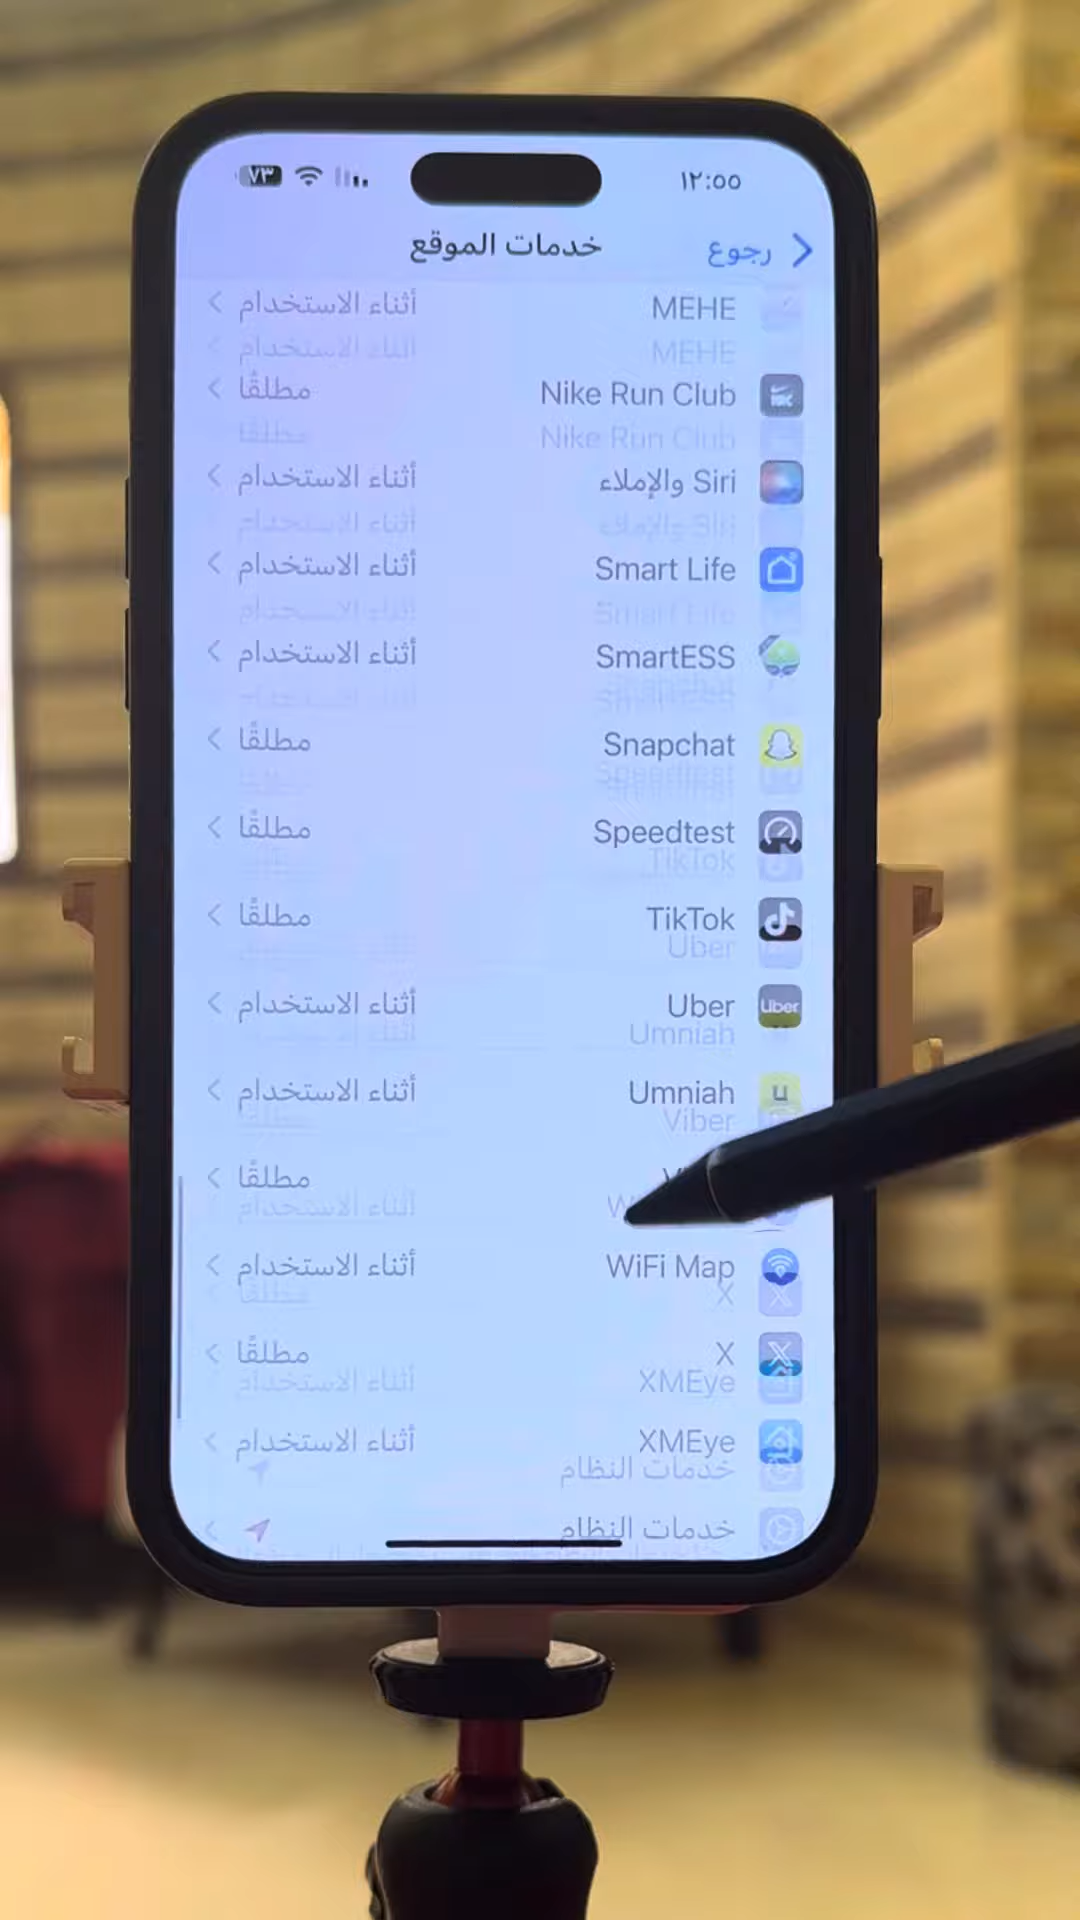 ١٢:٥٥ ٧٣
رجوع خدمات الموقع
MEHE أثناء الاستخدام
Nike Run Club مطلقًا
Siri والإملاء أثناء الاستخدام
Smart Life أثناء الاستخدام
SmartESS أثناء الاستخدام
Snapchat مطلقًا
Speedtest مطلقًا
TikTok مطلقًا
Uber أثناء الاستخدام
Umniah أثناء الاستخدام
مطلقًا
WiFi Map أثناء الاستخدام
X مطلقًا
XMEye أثناء الاستخدام
خدمات النظام